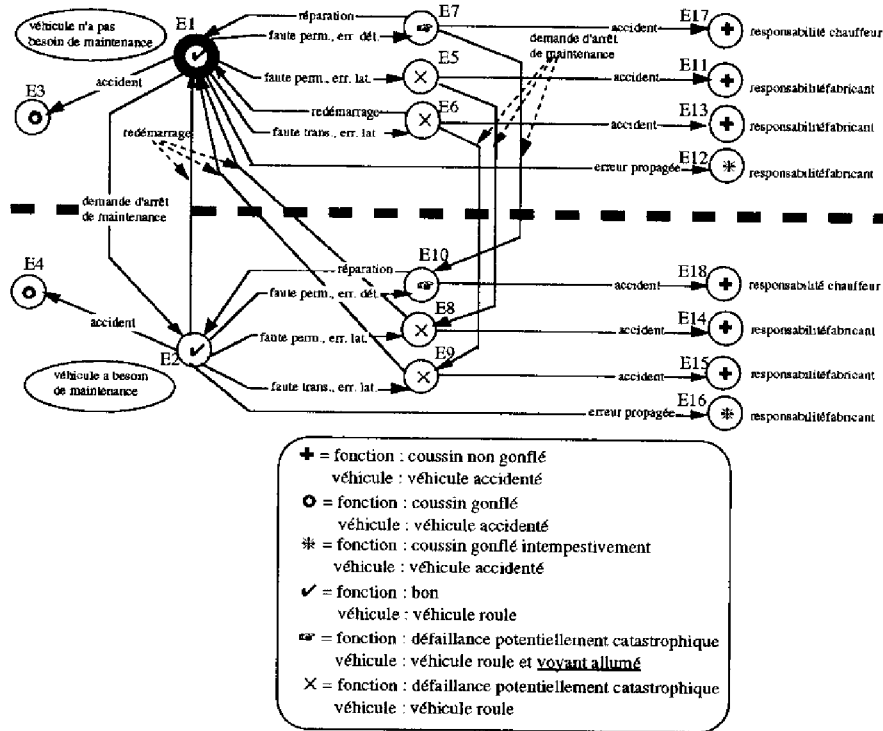 E1
véhicule n'a pas
besoin de maintenance
réparation
E7
faute perm., err. dét.
accident
E17
responsabilité chauffeur
demande d'arrêt
de maintenance
E5
faute perm., err. lat.
accident
E11
responsabilitéfabricant
accident
E3
redémarrage
E6
faute trans., err. lat
accident
E13
responsabilitéfabricant
redémarrage
erreur propagée
E12
responsabilitéfabricant
demande d'arrêt
de maintenance
E4
réparation
E10
faute perm., err. dét.
accident
E18
responsabilité chauffeur
accident
E8
faute perm., err. lat.
accident
E14
responsabilitéfabricant
E2
E9
faute trans., err. lat.
accident
E15
responsabilitéfabricant
véhicule a besoin
de maintenance
erreur propagée
E16
responsabilitéfabricant
+ = fonction : coussin non gonflé
véhicule : véhicule accidenté
= fonction : coussin gonflé
véhicule : véhicule accidenté
= fonction : coussin gonflé intempestivement
véhicule : véhicule accidenté
✓ = fonction : bon
véhicule : véhicule roule
☞ = fonction : défaillance potentiellement catastrophique
véhicule : véhicule roule et voyant allumé
× = fonction : défaillance potentiellement catastrophique
véhicule : véhicule roule